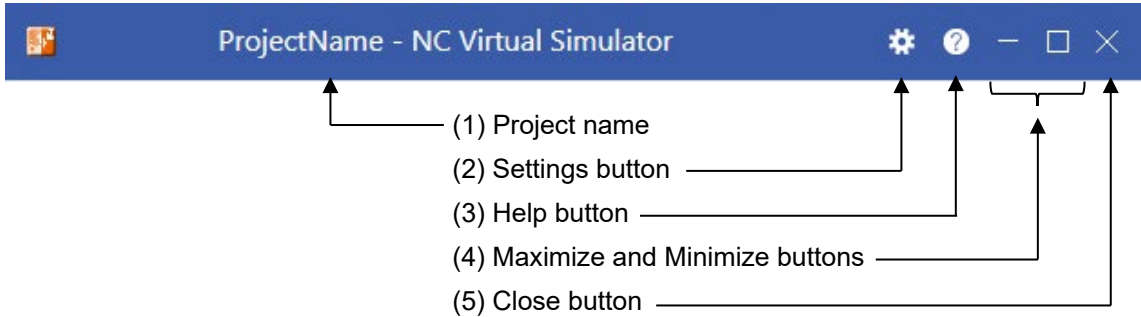 ProjectName - NC Virtual Simulator
(1) Project name
(2) Settings button
(3) Help button
(4) Maximize and Minimize buttons
(5) Close button